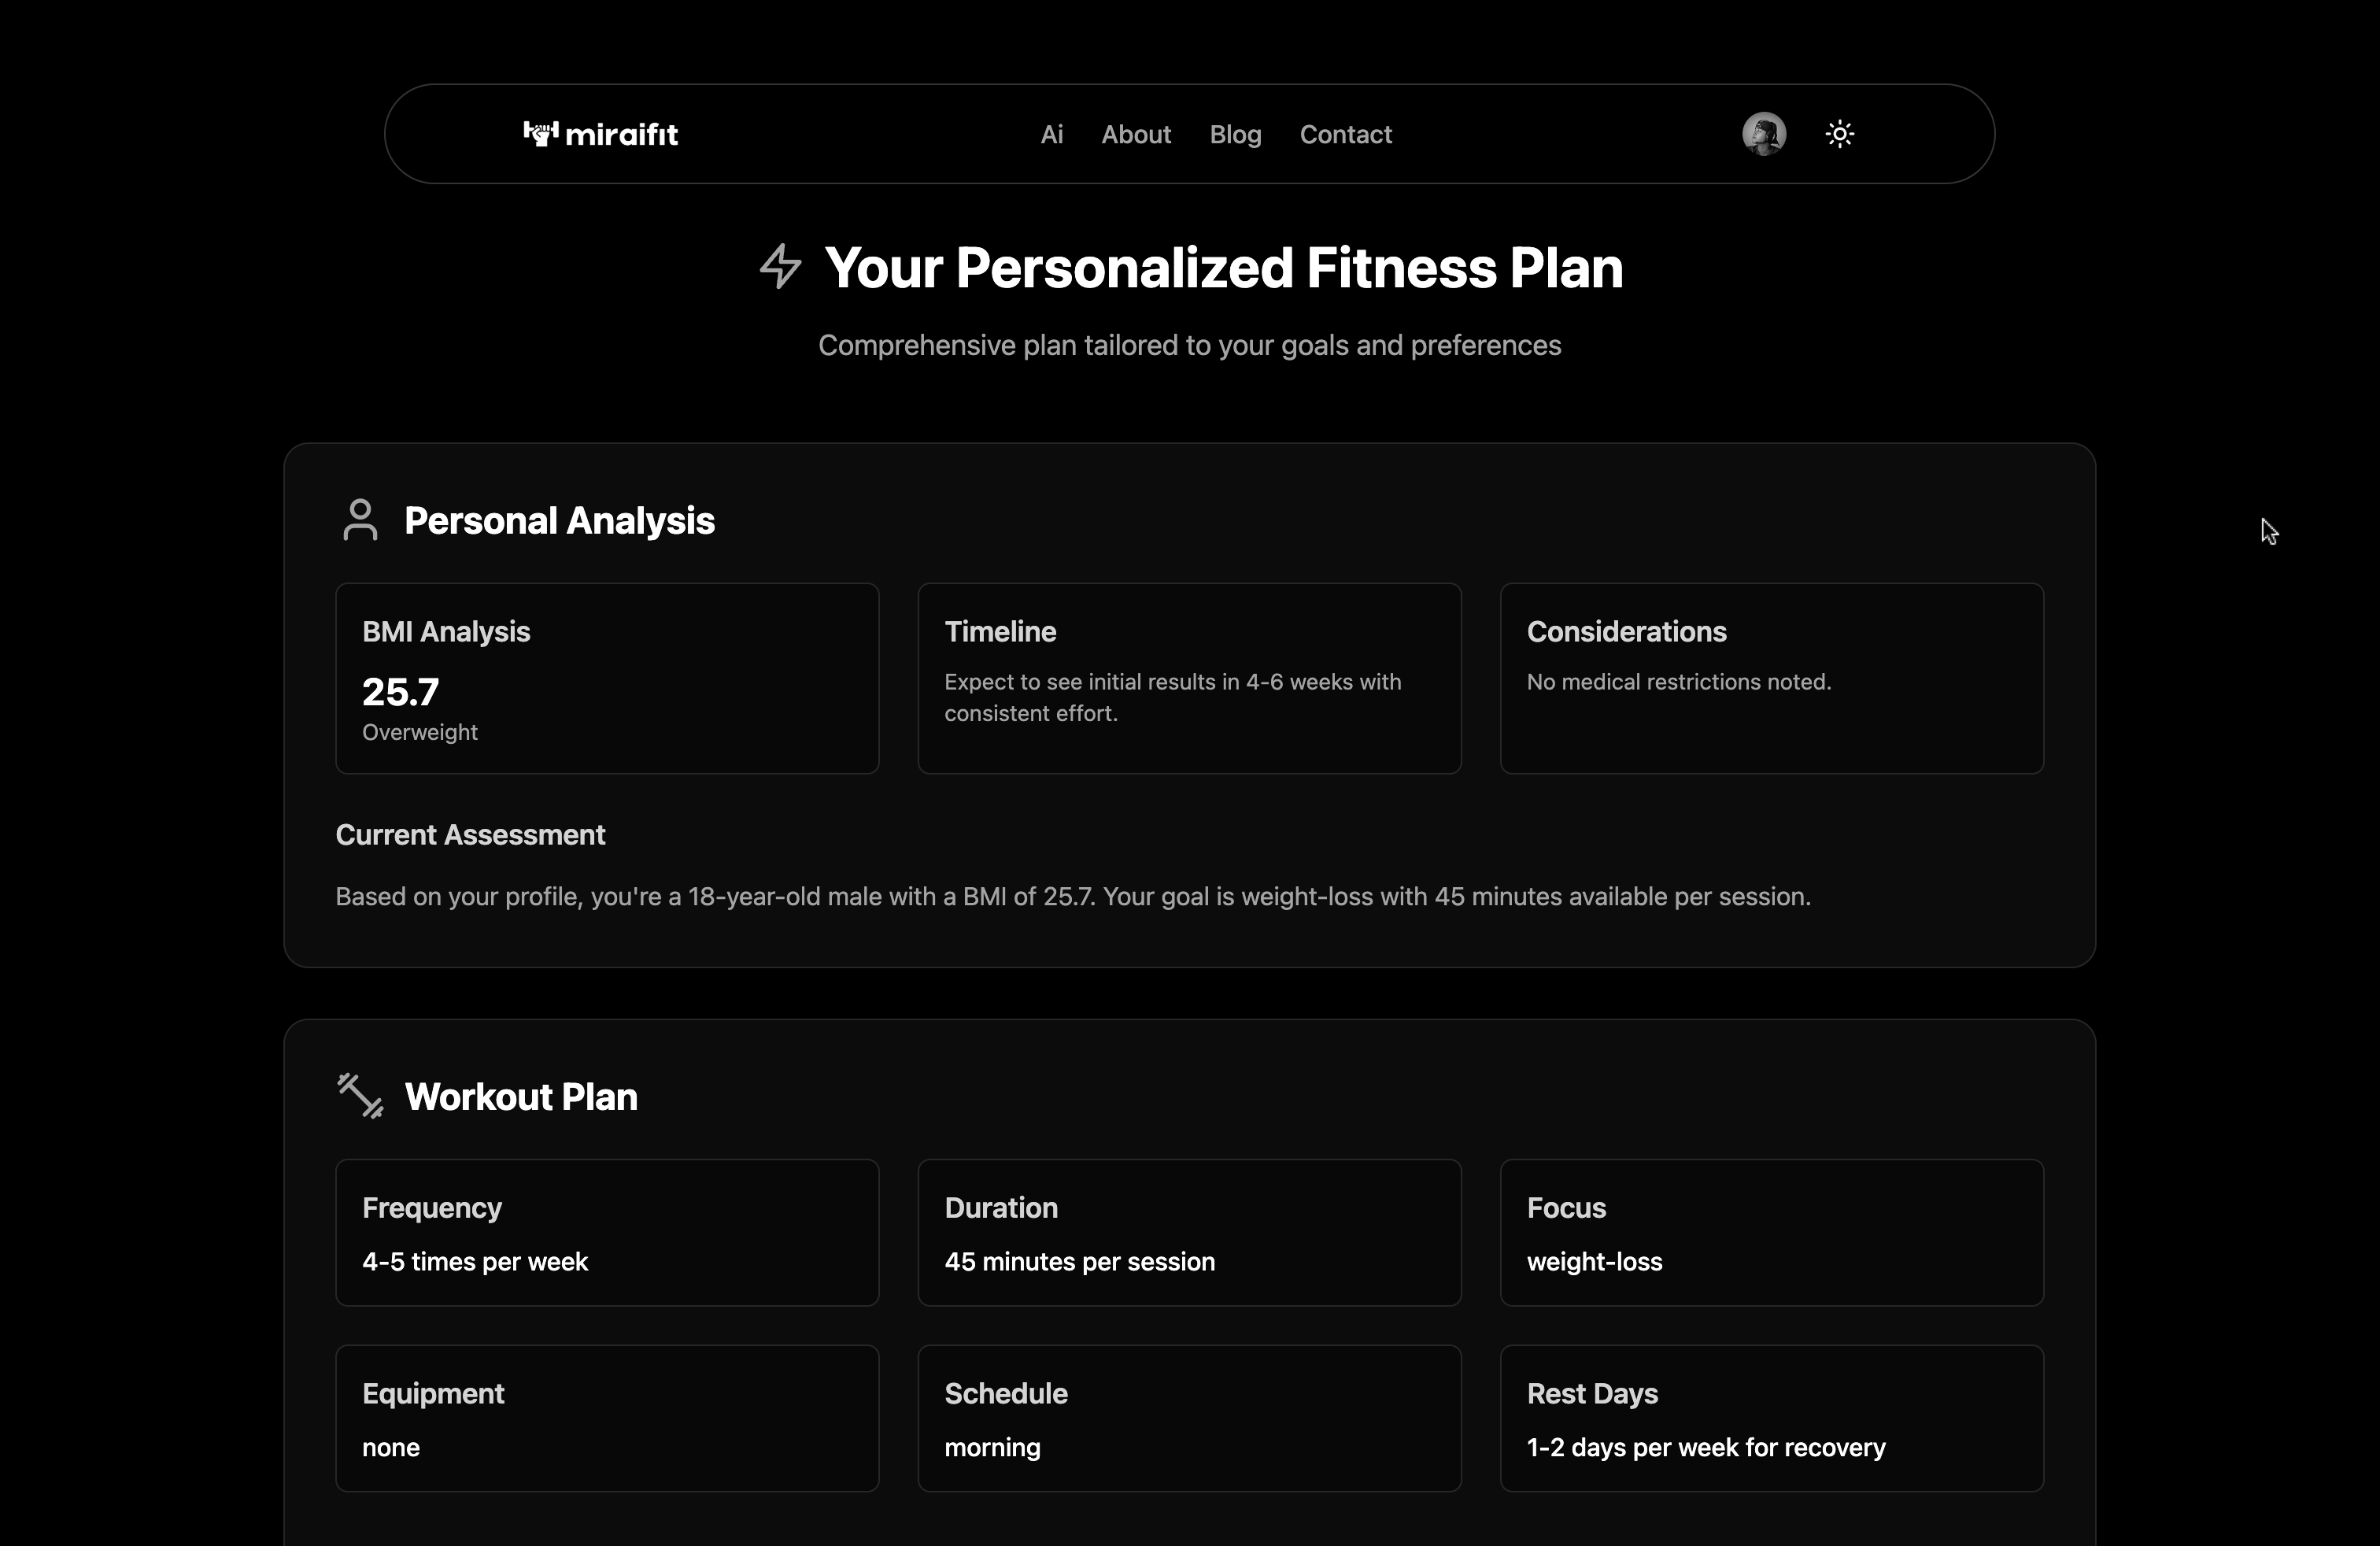 miraifit
Ai
About
Blog
Contact
Your Personalized Fitness Plan
Comprehensive plan tailored to your goals and preferences
Personal Analysis
BMI Analysis
25.7
Overweight
Timeline
Expect to see initial results in 4-6 weeks with
consistent effort.
Considerations
No medical restrictions noted.
Current Assessment
Based on your profile, you're a 18-year-old male with a BMI of 25.7. Your goal is weight-loss with 45 minutes available per session.
Workout Plan
Frequency
4-5 times per week
Duration
45 minutes per session
Focus
weight-loss
Equipment
none
Schedule
morning
Rest Days
1-2 days per week for recovery